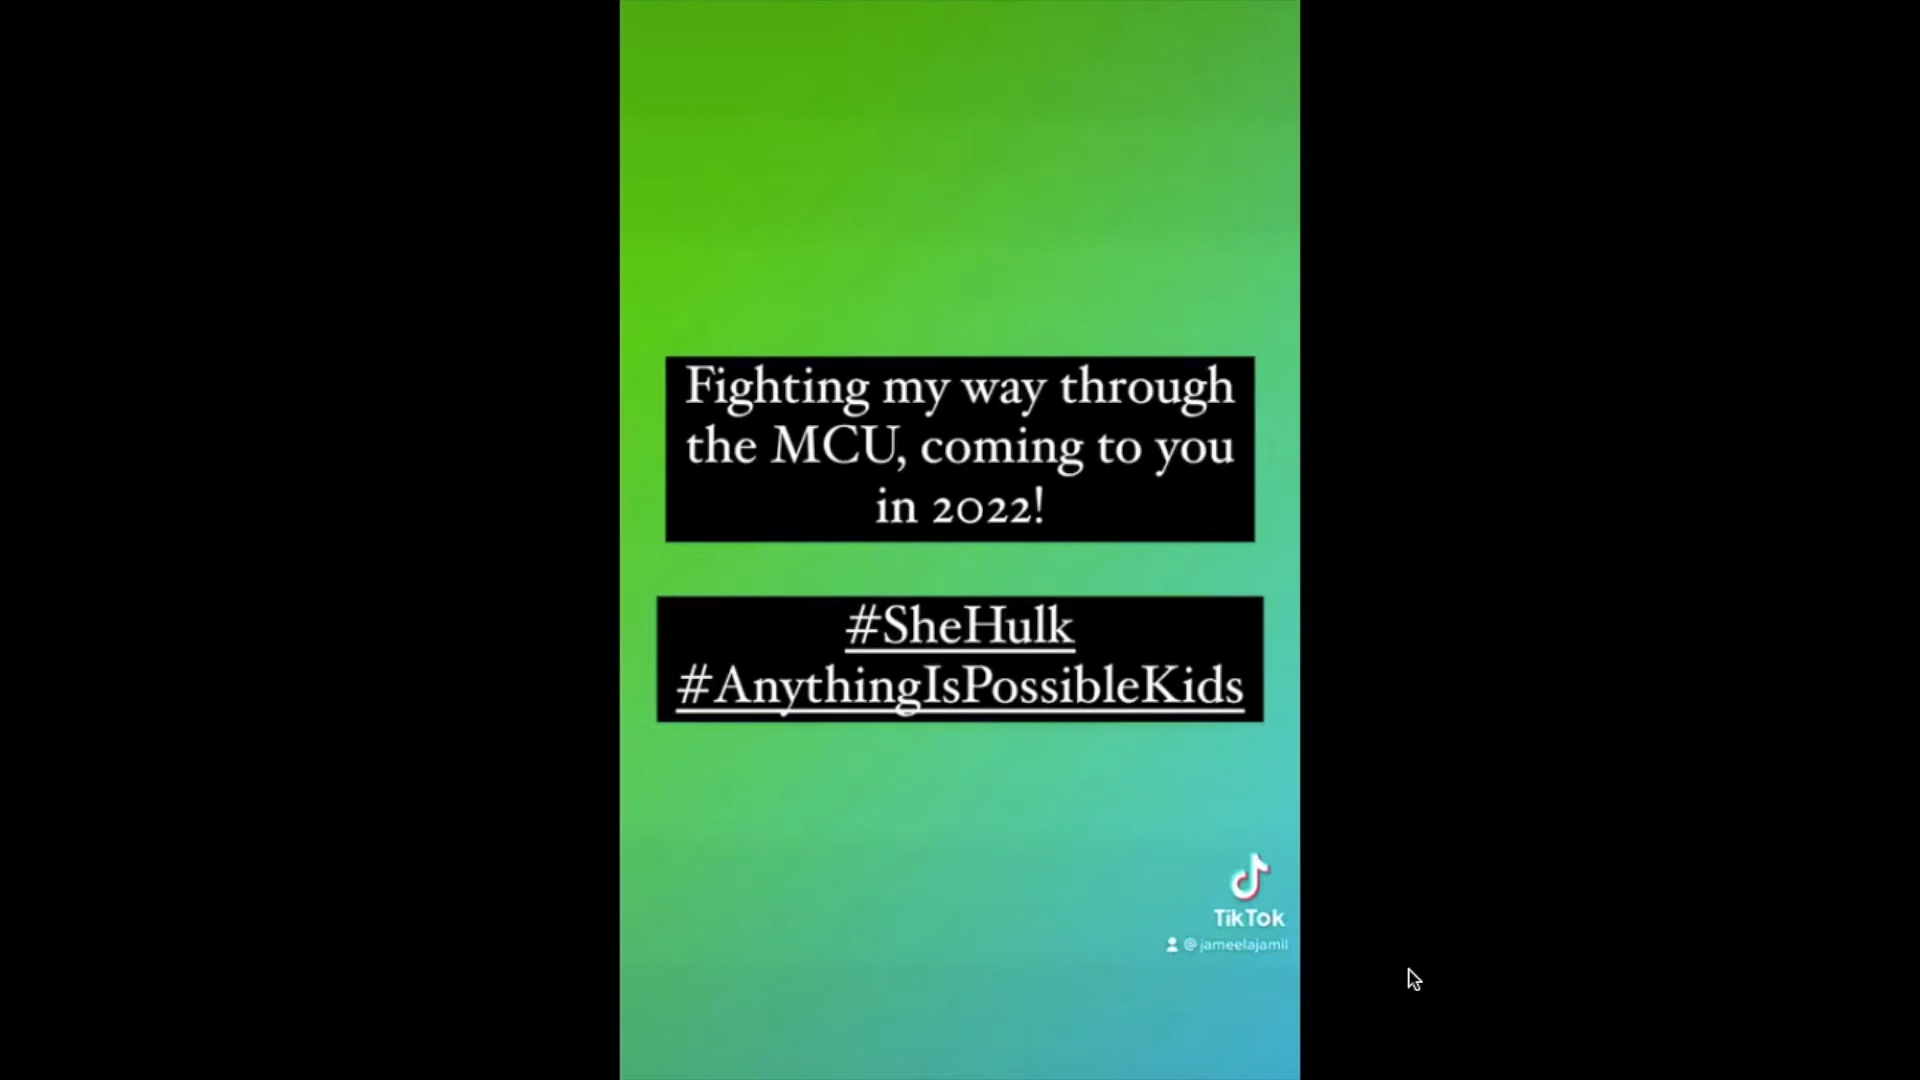 Fighting my way through
the MCU, coming to you
in 2022!
#SheHulk
#AnythingIsPossibleKids
TikTok
@jameelajamil